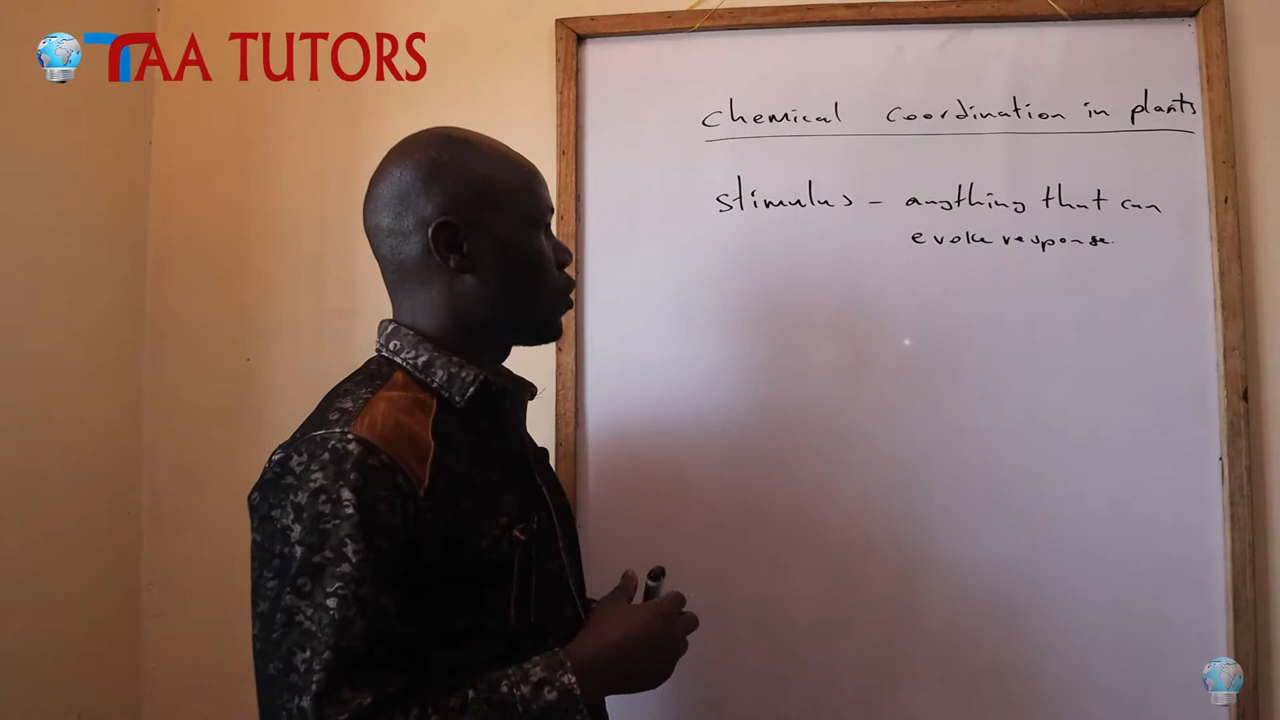 TAA TUTORS
Chemical coordination in plants
stimulus - anything that can
evoke response.